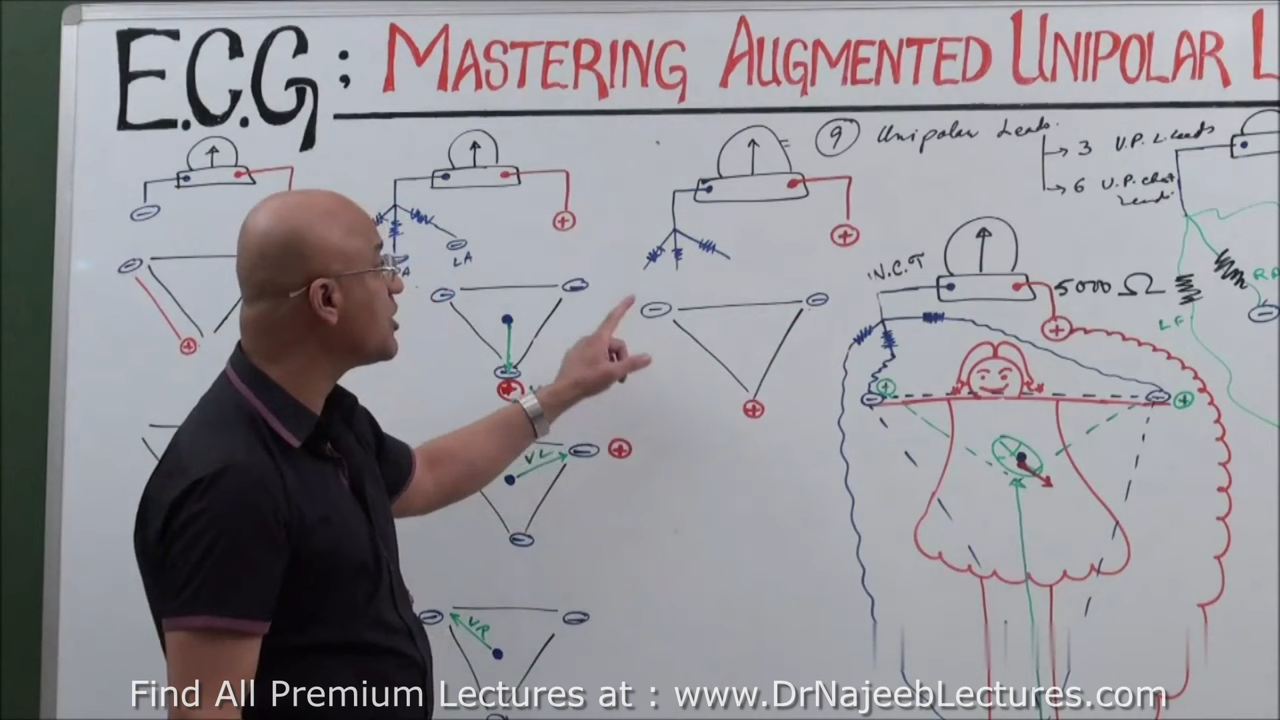 E.C.G; MASTERING AUGMENTED UNIPOLAR L
9 Unipolar Leads.
→ 3 U.P. L. Leads
→ 6 U.P. chest Leads
N.C.T
5000 Ω
RA
LF
LA
VL
VR
Find All Premium Lectures at : www.DrNajeebLectures.com